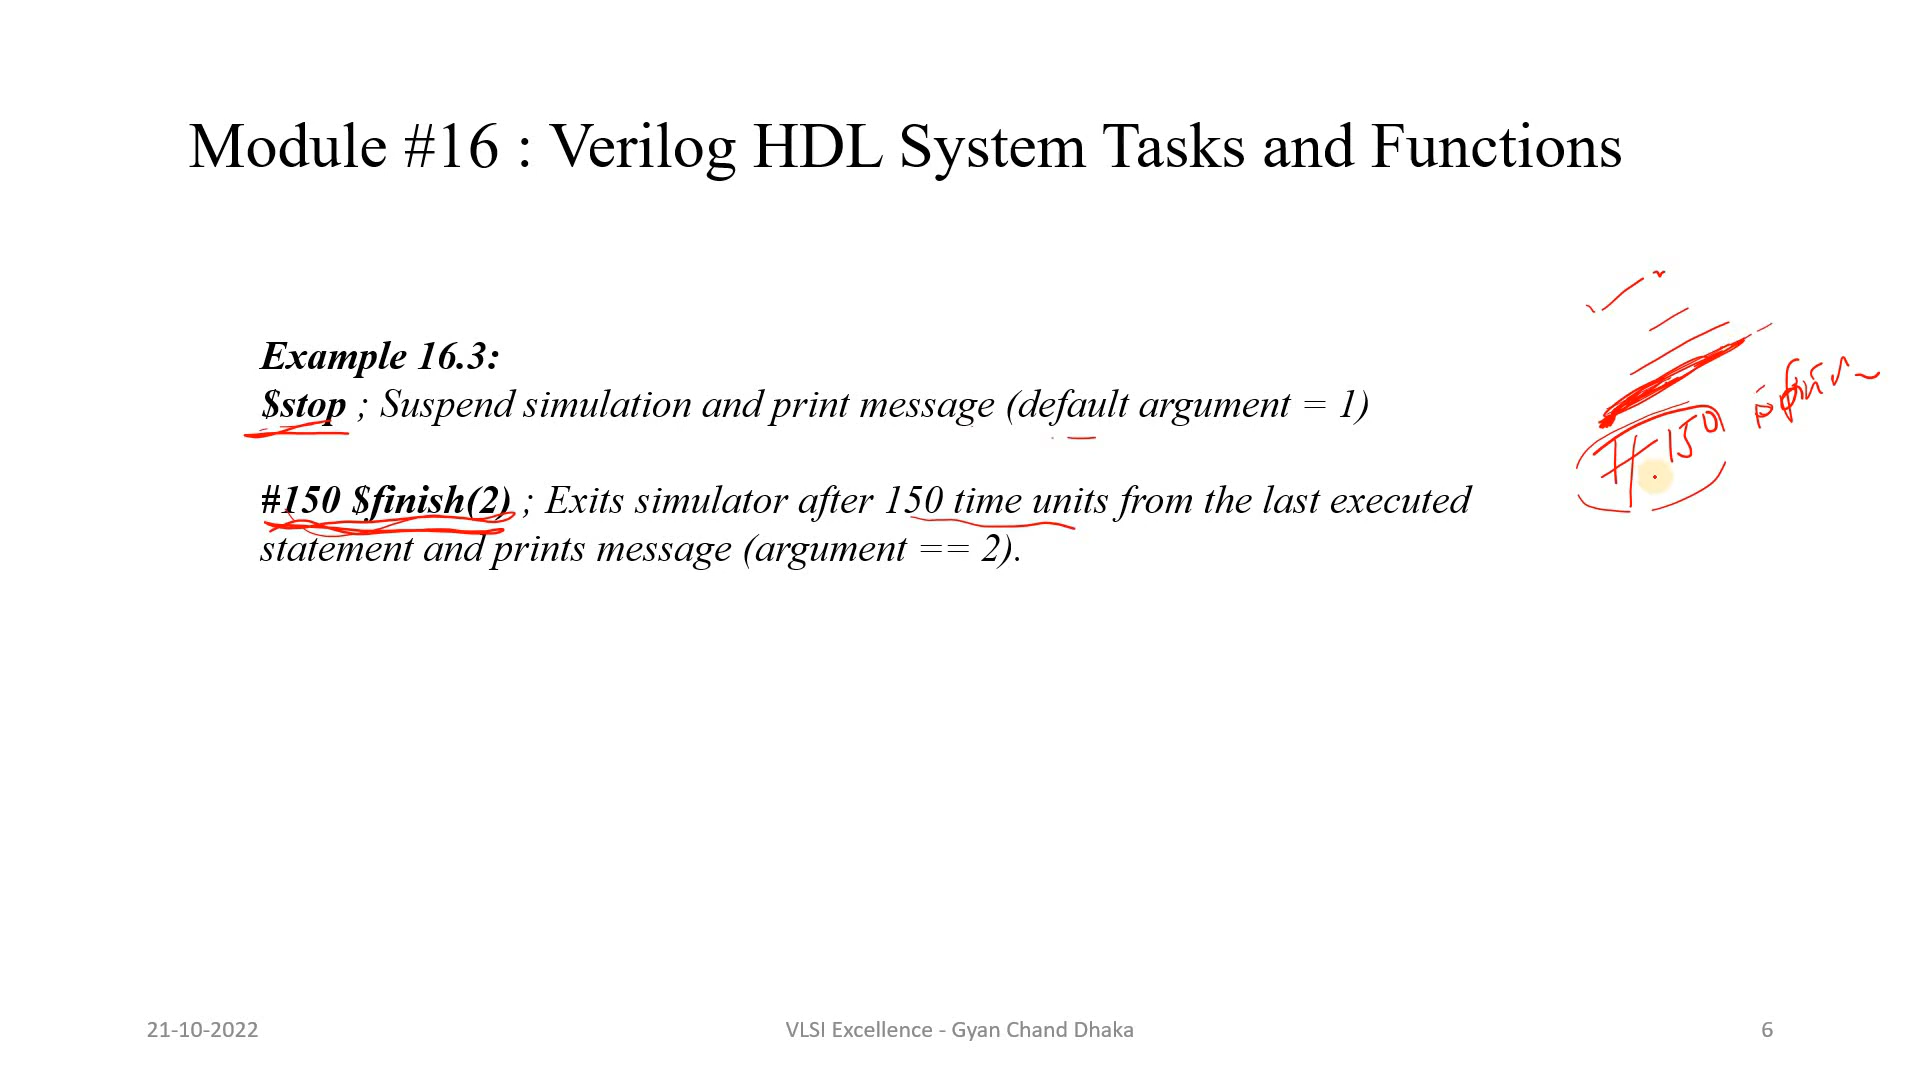 Module #16 : Verilog HDL System Tasks and Functions
Example 16.3:
$stop ; Suspend simulation and print message (default argument = 1)
#150 $finish(2) ; Exits simulator after 150 time units from the last executed
statement and prints message (argument == 2).
#150
21-10-2022
VLSI Excellence - Gyan Chand Dhaka
6